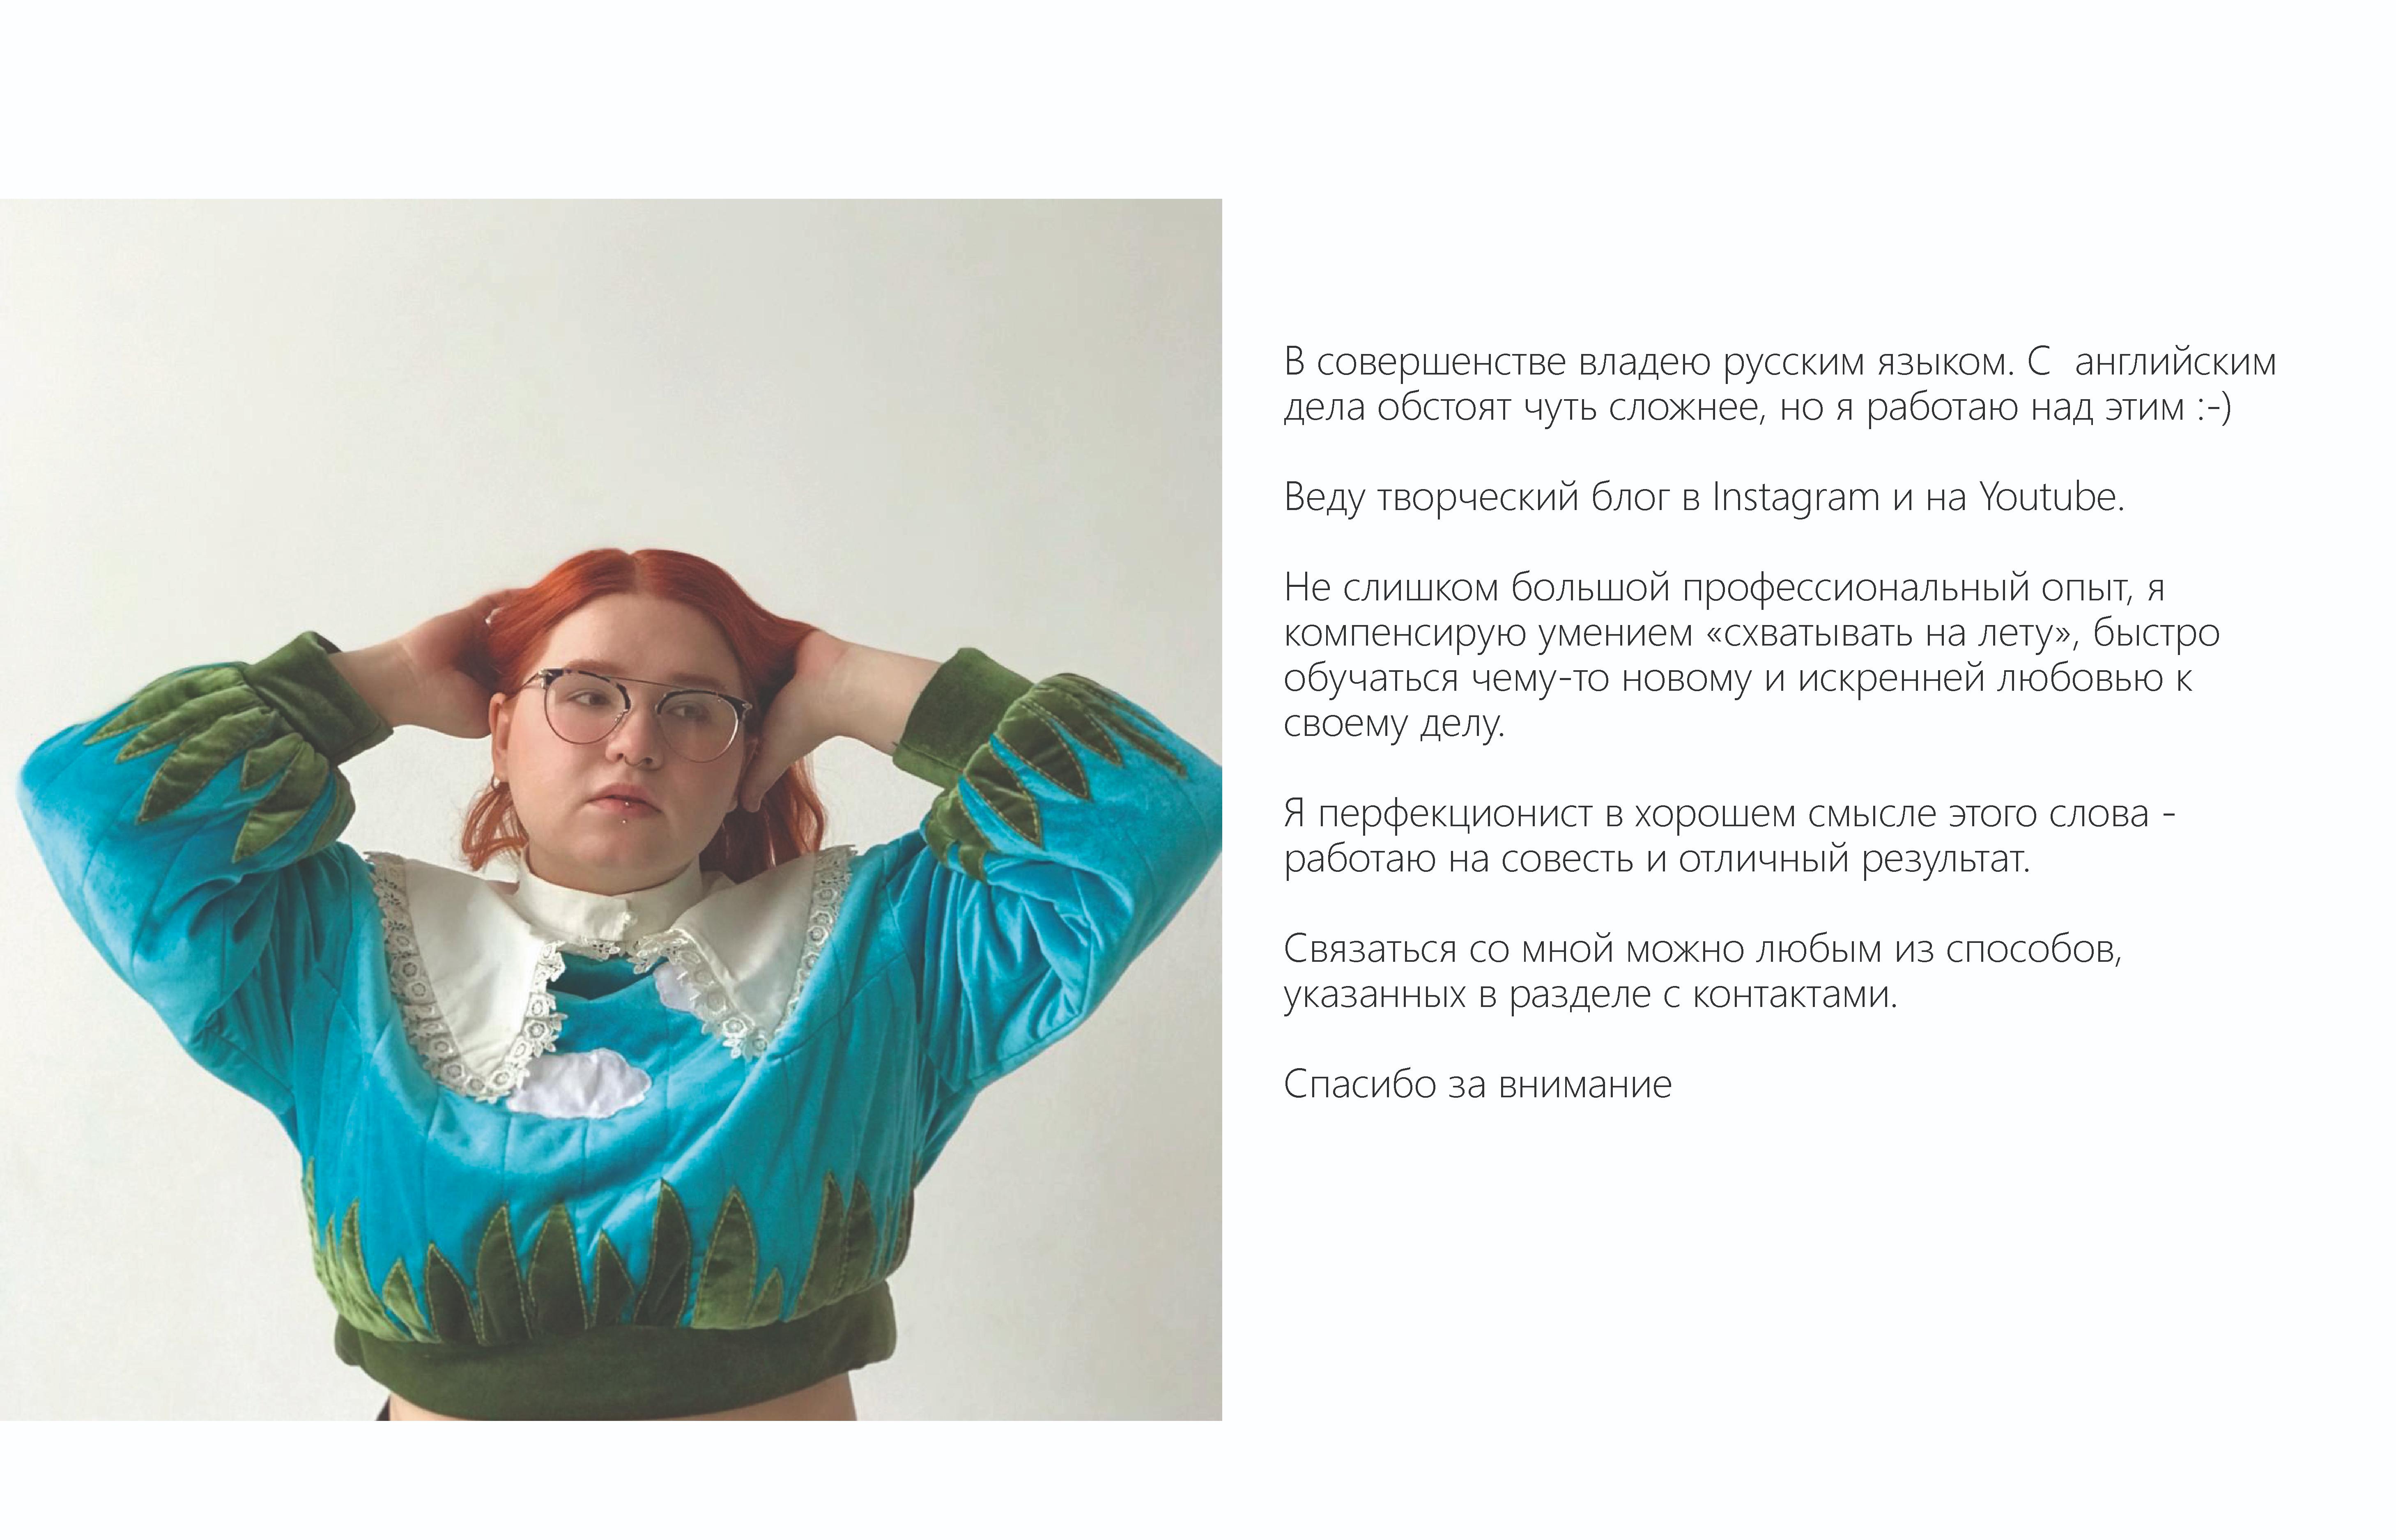 В совершенстве владею русским языком. С  английским
дела обстоят чуть сложнее, но я работаю над этим :-)
Веду творческий блог в Instagram и на Youtube.
Не слишком большой профессиональный опыт, я
компенсирую умением «схватывать на лету», быстро
обучаться чему-то новому и искренней любовью к
своему делу.
Я перфекционист в хорошем смысле этого слова -
работаю на совесть и отличный результат.
Связаться со мной можно любым из способов,
указанных в разделе с контактами.
Спасибо за внимание